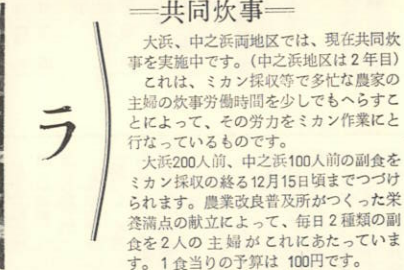 ＝共同炊事＝
大浜、中之浜両地区では、現在共同炊
事を実施中です。(中之浜地区は２年目)
これは、ミカン採収等で多忙な農家の
主婦の炊事労働時間を少しでもへらすこ
とによって、その労力をミカン作業にと
行なっているものです。
大浜200人前、中之浜100人前の副食を
ミカン採収の終る12月15日頃までつづけ
られます。農業改良普及所がつくった栄
養満点の献立によって、毎日２種類の副
食を２人の主婦がこれにあたっていま
す。１食当りの予算は 100円です。
ラ